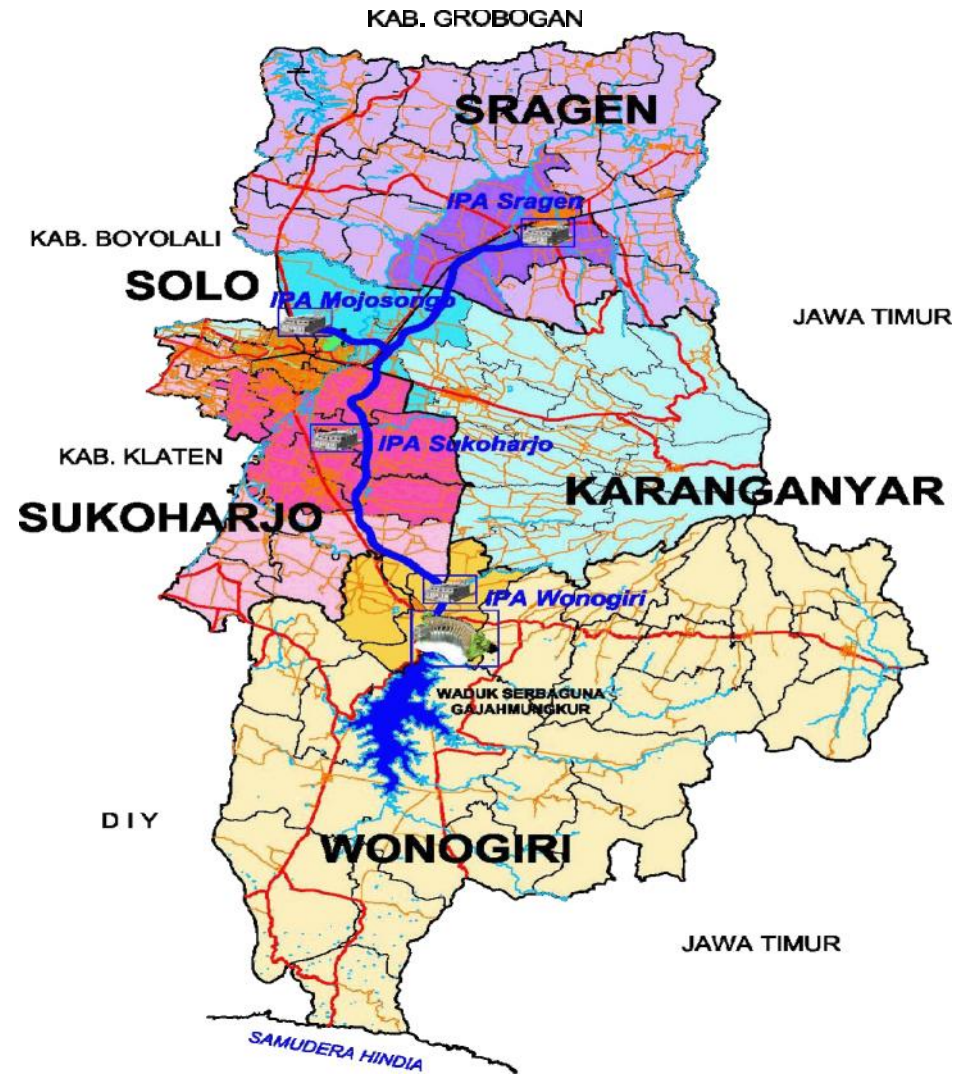 KAB. GROBOGAN
SRAGEN
IPA Sragen
KAB. BOYOLALI
SOLO
IPA Mojosongo
JAWA TIMUR
IPA Sukoharjo
KAB. KLATEN
KARANGANYAR
SUKOHARJO
IPA Wonogiri
WADUK SERBAGUNA
GAJAHMUNGKUR
D I Y
WONOGIRI
JAWA TIMUR
SAMUDERA HINDIA